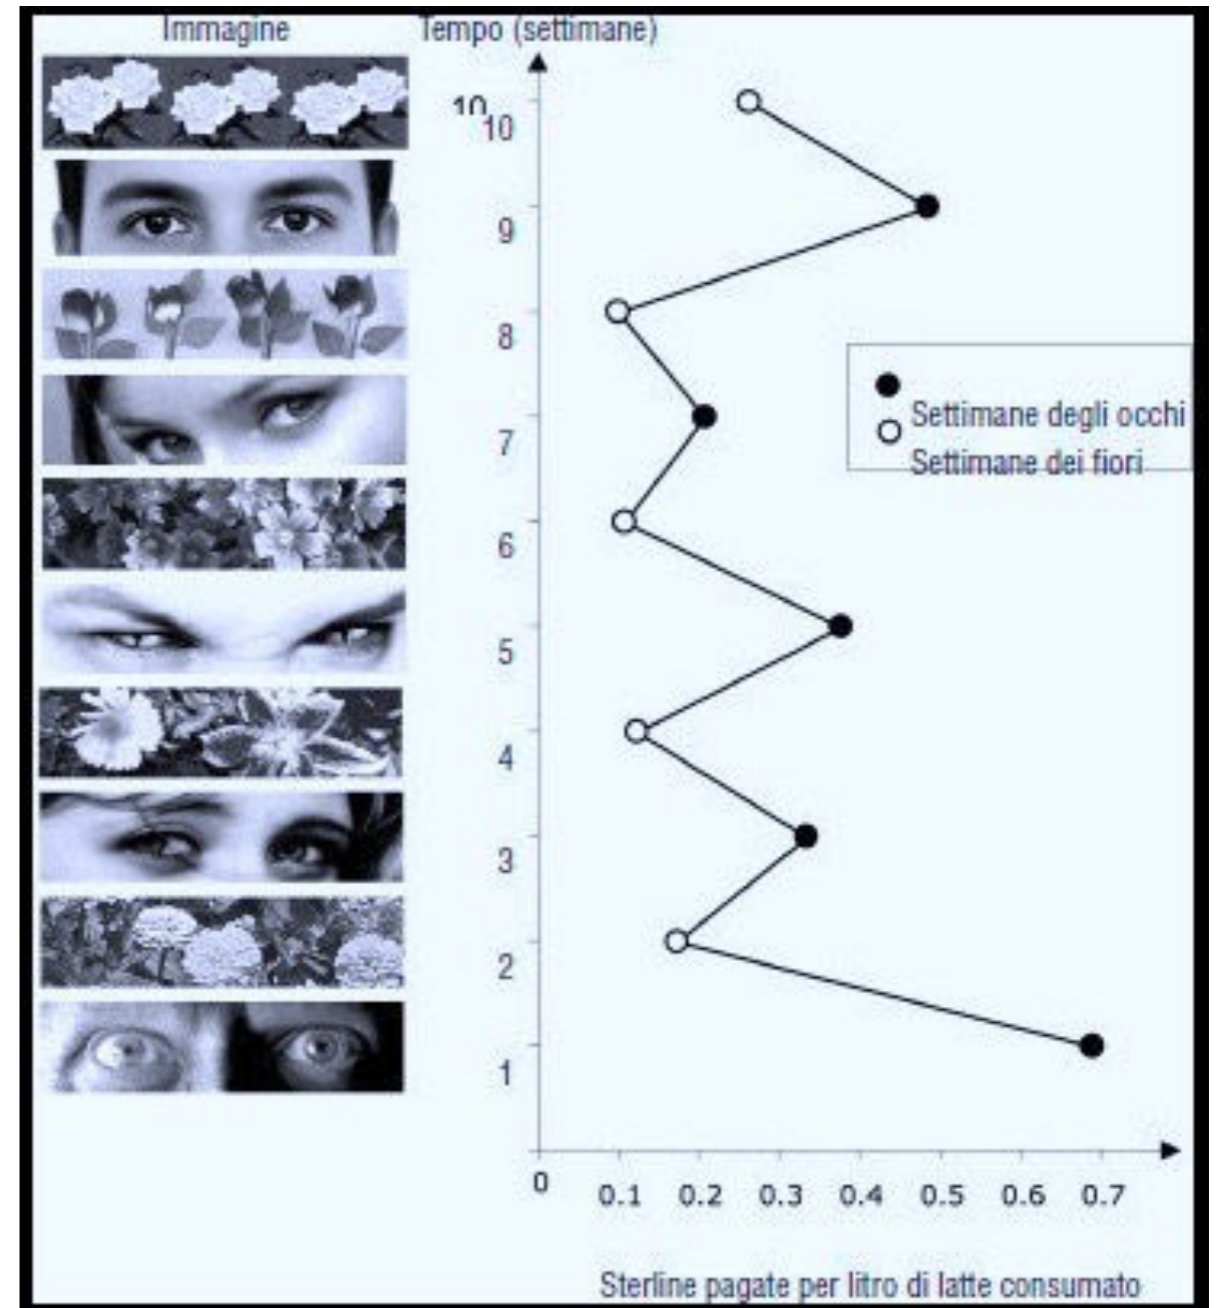 Immagine
Tempo (settimane)
10
10
9
8
7
6
5
4
3
2
1
Settimane degli occhi
Settimane dei fiori
0
0.1 0.2 0.3 0.4 0.5 0.6 0.7
Sterline pagate per litro di latte consumato